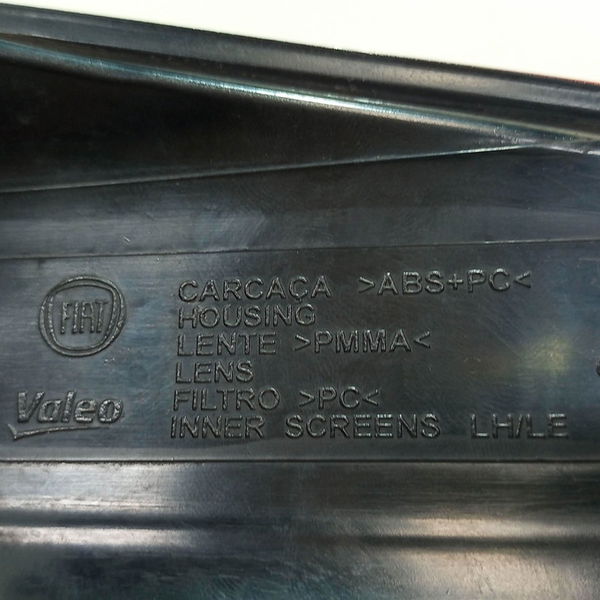 FIAT
CARCAÇA >ABS+PC<
HOUSING
LENTE >PMMA<
LENS
Valeo
FILTRO >PC<
INNER SCREENS LH/LE